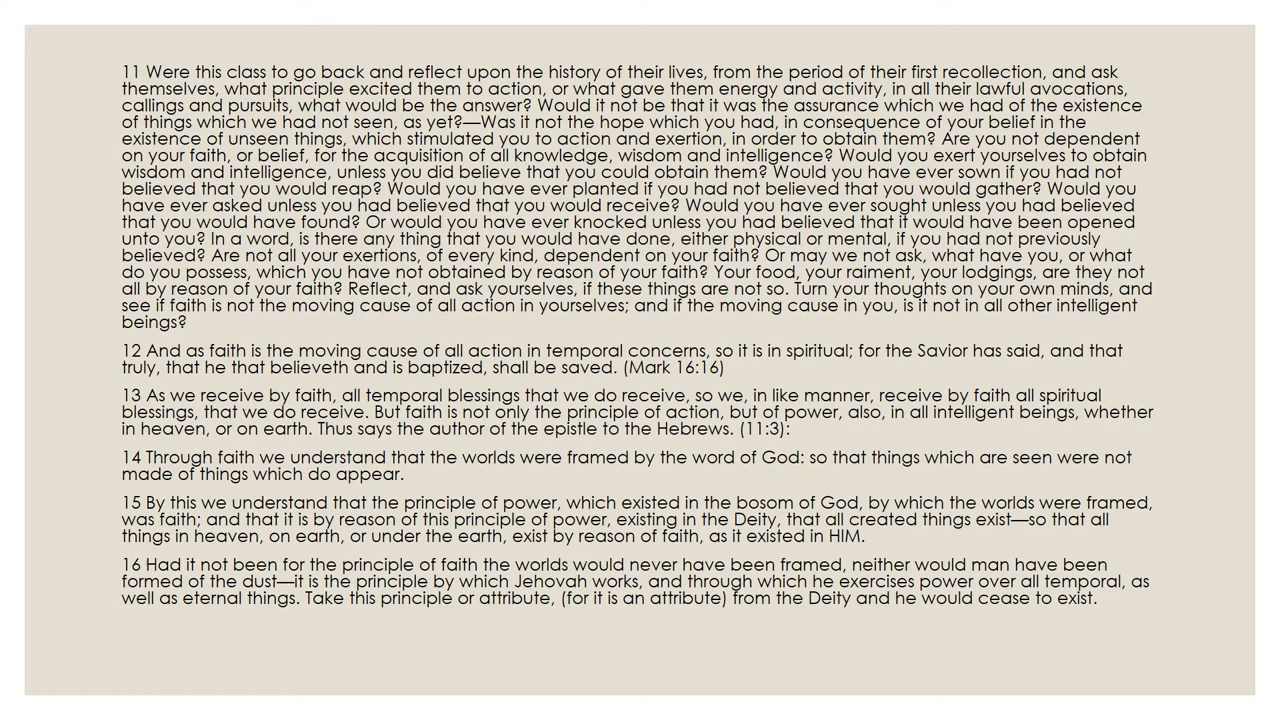 11 Were this class to go back and reflect upon the history of their lives, from the period of their first recollection, and ask
themselves, what principle excited them to action, or what gave them energy and activity, in all their lawful avocations,
callings and pursuits, what would be the answer? Would it not be that it was the assurance which we had of the existence
of things which we had not seen, as yet?—Was it not the hope which you had, in consequence of your belief in the
existence of unseen things, which stimulated you to action and exertion, in order to obtain them? Are you not dependent
on your faith, or belief, for the acquisition of all knowledge, wisdom and intelligence? Would you exert yourselves to obtain
wisdom and intelligence, unless you did believe that you could obtain them? Would you have ever sown if you had not
believed that you would reap? Would you have ever planted if you had not believed that you would gather? Would you
have ever asked unless you had believed that you would receive? Would you have ever sought unless you had believed
that you would have found? Or would you have ever knocked unless you had believed that it would have been opened
unto you? In a word, is there any thing that you would have done, either physical or mental, if you had not previously
believed? Are not all your exertions, of every kind, dependent on your faith? Or may we not ask, what have you, or what
do you possess, which you have not obtained by reason of your faith? Your food, your raiment, your lodgings, are they not
all by reason of your faith? Reflect, and ask yourselves, if these things are not so. Turn your thoughts on your own minds, and
see if faith is not the moving cause of all action in yourselves; and if the moving cause in you, is it not in all other intelligent
beings?
12 And as faith is the moving cause of all action in temporal concerns, so it is in spiritual; for the Savior has said, and that
truly, that he that believeth and is baptized, shall be saved. (Mark 16:16)
13 As we receive by faith, all temporal blessings that we do receive, so we, in like manner, receive by faith all spiritual
blessings, that we do receive. But faith is not only the principle of action, but of power, also, in all intelligent beings, whether
in heaven, or on earth. Thus says the author of the epistle to the Hebrews. (11:3):
14 Through faith we understand that the worlds were framed by the word of God: so that things which are seen were not
made of things which do appear.
15 By this we understand that the principle of power, which existed in the bosom of God, by which the worlds were framed,
was faith; and that it is by reason of this principle of power, existing in the Deity, that all created things exist—so that all
things in heaven, on earth, or under the earth, exist by reason of faith, as it existed in HIM.
16 Had it not been for the principle of faith the worlds would never have been framed, neither would man have been
formed of the dust—it is the principle by which Jehovah works, and through which he exercises power over all temporal, as
well as eternal things. Take this principle or attribute, (for it is an attribute) from the Deity and he would cease to exist.